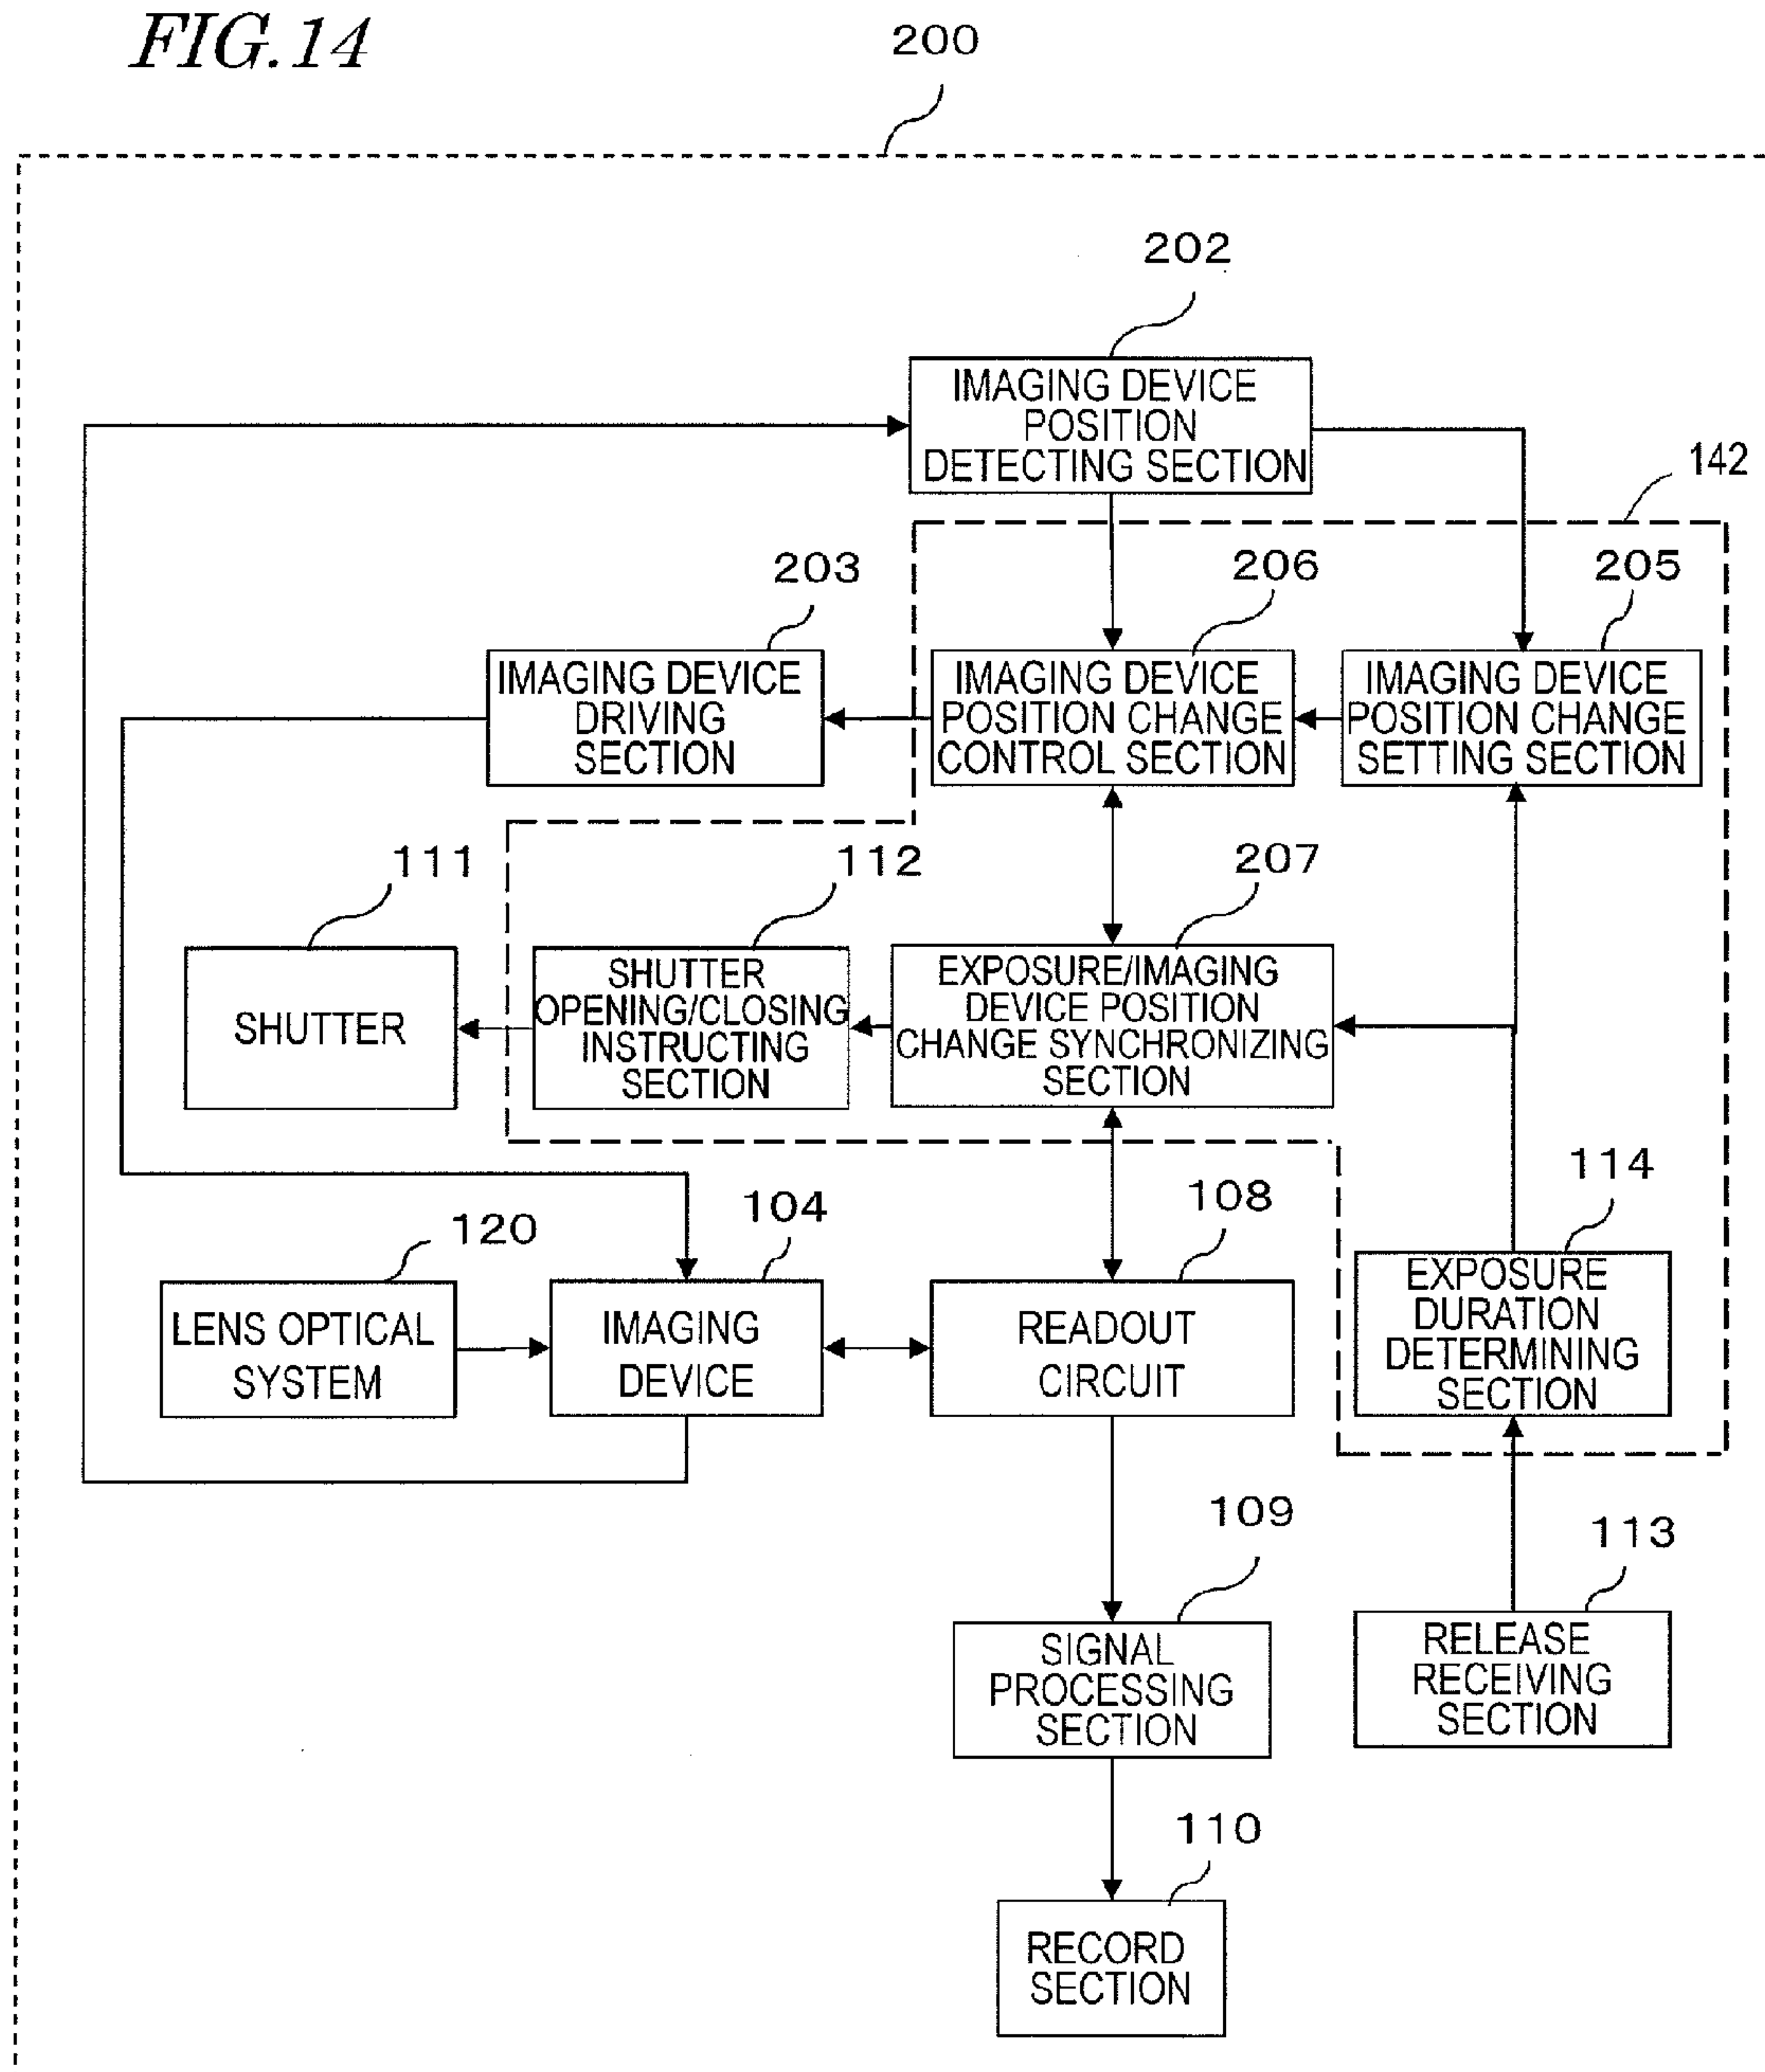 FIG.14
200
202
IMAGING DEVICE
POSITION
DETECTING SECTION
142
203
206
205
IMAGING DEVICE
DRIVING
SECTION
IMAGING DEVICE
POSITION CHANGE
CONTROL SECTION
IMAGING DEVICE
POSITION CHANGE
SETTING SECTION
111
112
207
SHUTTER
SHUTTER
OPENING/CLOSING
INSTRUCTING
SECTION
EXPOSURE/IMAGING
DEVICE POSITION
CHANGE SYNCHRONIZING
SECTION
120
104
108
114
LENS OPTICAL
SYSTEM
IMAGING
DEVICE
READOUT
CIRCUIT
EXPOSURE
DURATION
DETERMINING
SECTION
109
113
SIGNAL
PROCESSING
SECTION
RELEASE
RECEIVING
SECTION
110
RECORD
SECTION